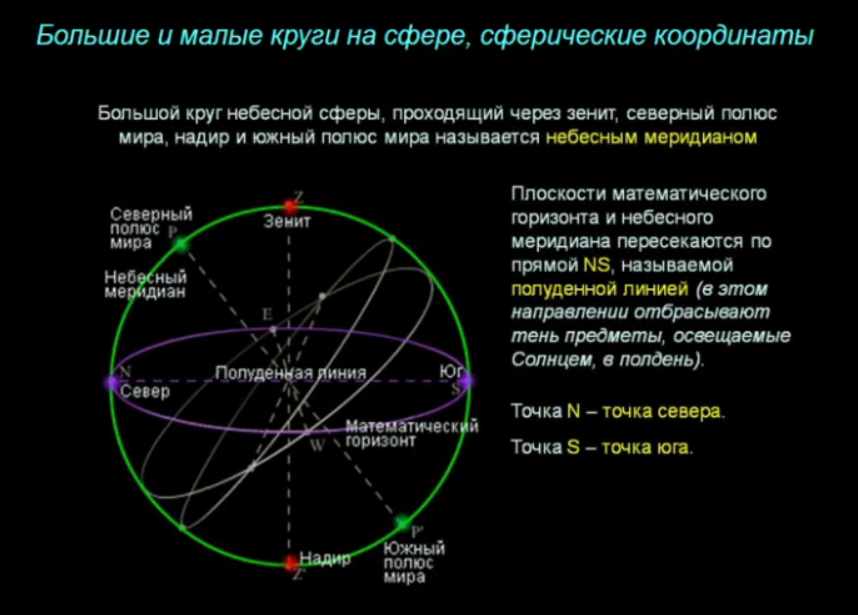 Большие и малые круги на сфере, сферические координаты
Большой круг небесной сферы, проходящий через зенит, северный полюс
мира, надир и южный полюс мира называется небесным меридианом
Z
Зенит
Северный
полюс
мира
P
Небесный
меридиан
E
N
Полуденная линия
Юг
S
Север
Математический
горизонт
W
P'
Надир
Z'
Южный
полюс
мира
Плоскости математического
горизонта и небесного
меридиана пересекаются по
прямой NS, называемой
полуденной линией (в этом
направлении отбрасывают
тень предметы, освещаемые
Солнцем, в полдень).
Точка N – точка севера.
Точка S – точка юга.